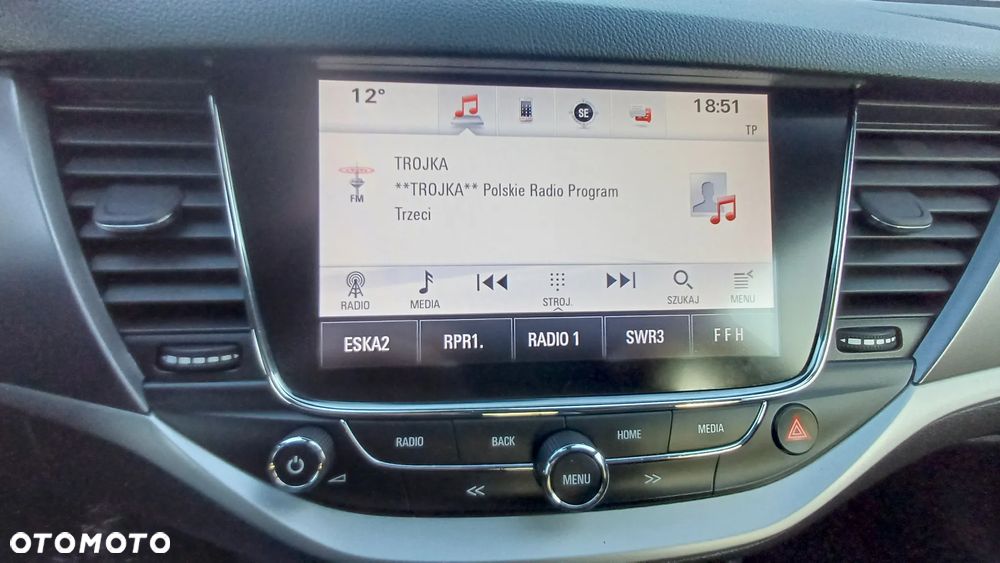 12°
SE
18:51
TP
FM
TROJKA
**TROJKA** Polskie Radio Program
Trzeci
RADIO
MEDIA
STROJ.
SZUKAJ
MENU
ESKA2
RPR1.
RADIO 1
SWR3
FFH
RADIO
BACK
HOME
MEDIA
MENU
OTOMOTO